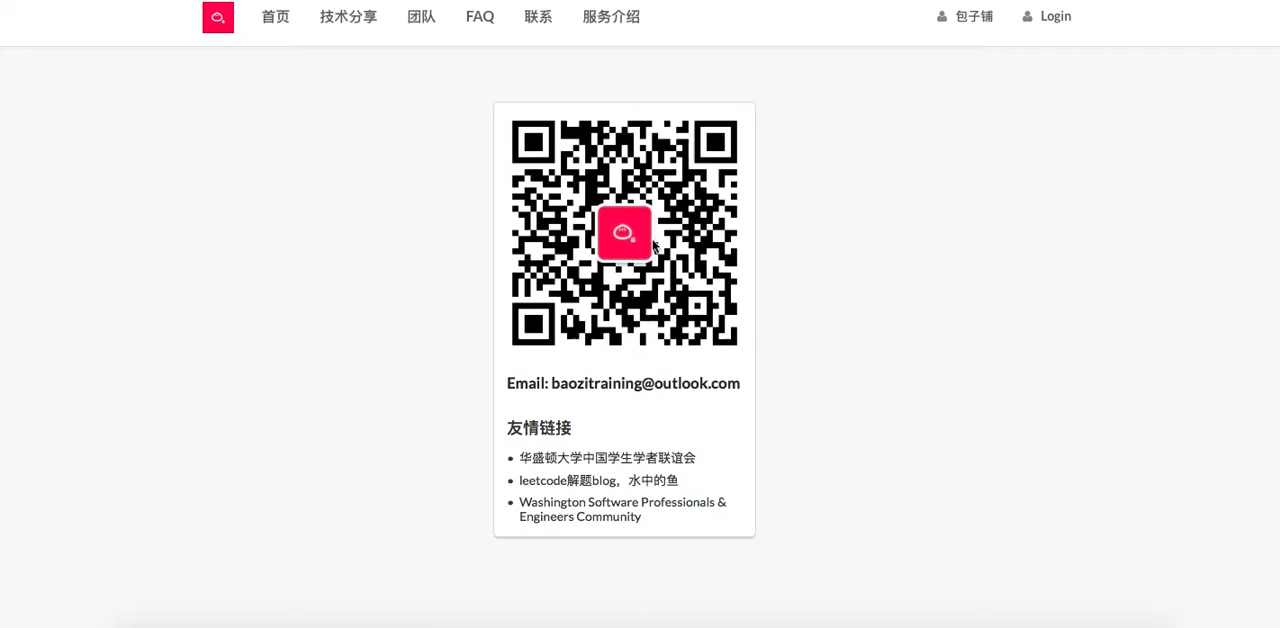 首页 技术分享 团队 FAQ 联系 服务介绍 包子铺 Login
Email: baozitraining@outlook.com
友情链接
华盛顿大学中国学生学者联谊会
leetcode解题blog，水中的鱼
Washington Software Professionals &
Engineers Community